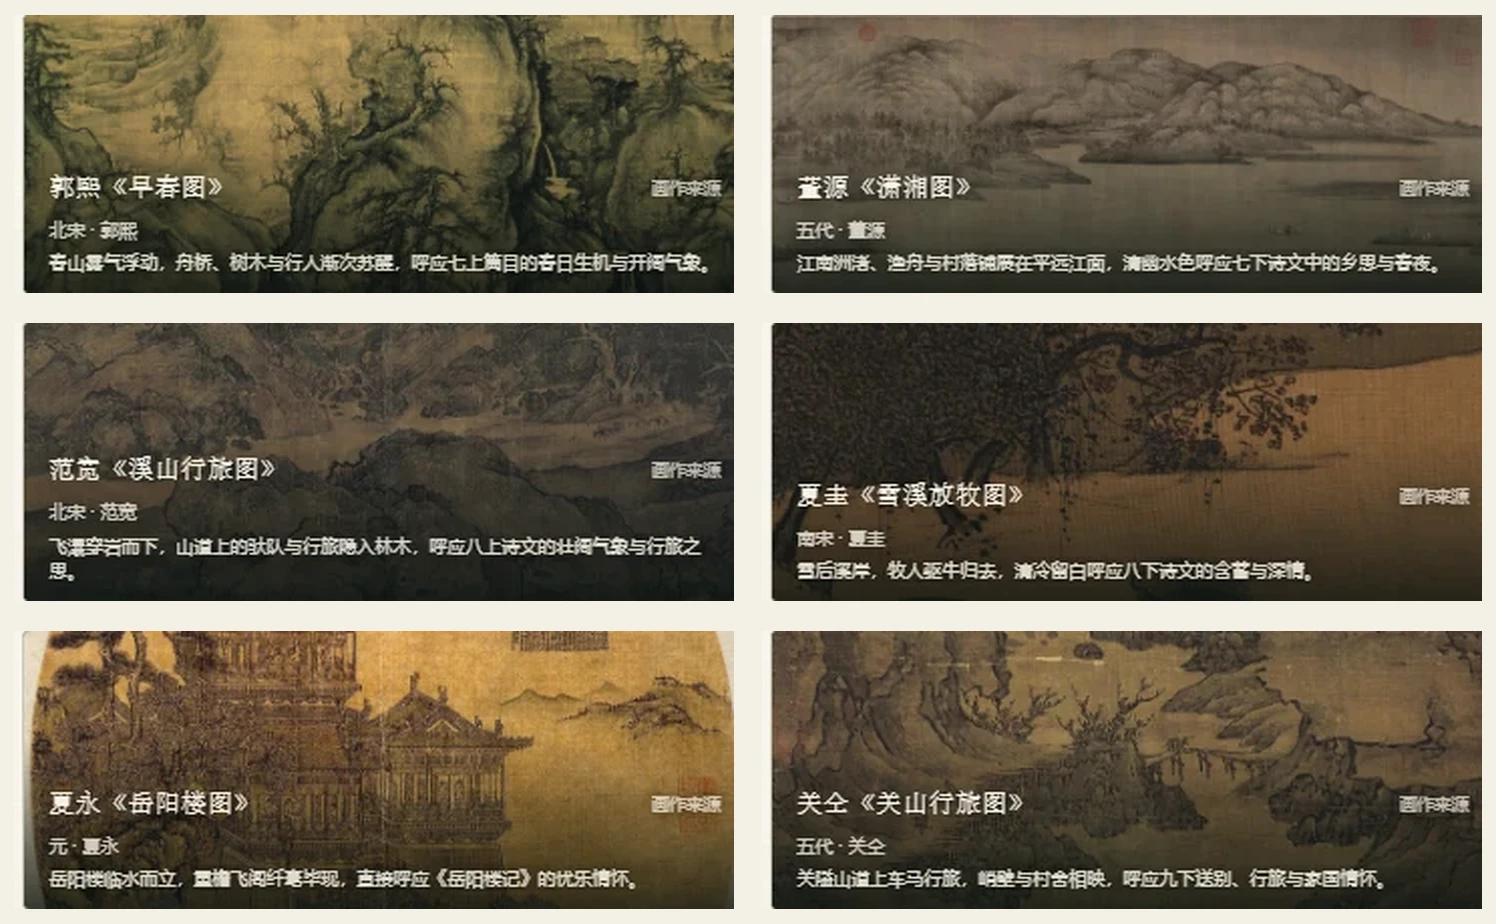 郭熙《早春图》
画作来源
北宋 · 郭熙
春山雾气浮动，舟桥、树木与行人渐次苏醒，呼应七上篇目的春日生机与开阔气象。
董源《潇湘图》
画作来源
五代 · 董源
江南洲渚、渔舟与村落铺展在平远江面，清幽水色呼应七下诗文中的乡思与春夜。
范宽《溪山行旅图》
画作来源
北宋 · 范宽
飞瀑穿岩而下，山道上的驮队与行旅隐入林木，呼应八上诗文的壮阔气象与行旅之
思。
夏圭《雪溪放牧图》
画作来源
南宋 · 夏圭
雪后溪岸，牧人驱牛归去，清冷留白呼应八下诗文的含蓄与深情。
夏永《岳阳楼图》
画作来源
元 · 夏永
岳阳楼临水而立，重檐飞阁纤毫毕现，直接呼应《岳阳楼记》的忧乐情怀。
关仝《关山行旅图》
画作来源
五代 · 关仝
关隘山道上车马行旅，峭壁与村舍相映，呼应九下送别、行旅与家国情怀。